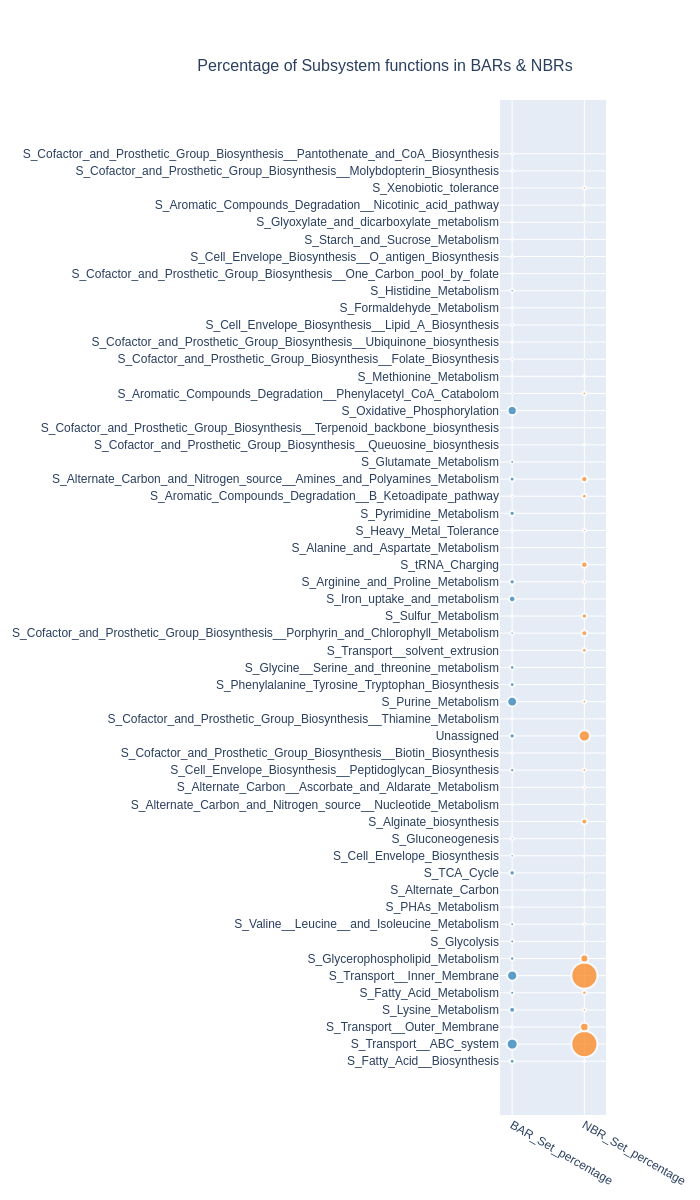 Percentage of Subsystem functions in BARs & NBRs
S_Cofactor_and_Prosthetic_Group_Biosynthesis__Pantothenate_and_CoA_Biosynthesis
S_Cofactor_and_Prosthetic_Group_Biosynthesis__Molybdopterin_Biosynthesis
S_Xenobiotic_tolerance
S_Aromatic_Compounds_Degradation__Nicotinic_acid_pathway
S_Glyoxylate_and_dicarboxylate_metabolism
S_Starch_and_Sucrose_Metabolism
S_Cell_Envelope_Biosynthesis__O_antigen_Biosynthesis
S_Cofactor_and_Prosthetic_Group_Biosynthesis__One_Carbon_pool_by_folate
S_Histidine_Metabolism
S_Formaldehyde_Metabolism
S_Cell_Envelope_Biosynthesis__Lipid_A_Biosynthesis
S_Cofactor_and_Prosthetic_Group_Biosynthesis__Ubiquinone_biosynthesis
S_Cofactor_and_Prosthetic_Group_Biosynthesis__Folate_Biosynthesis
S_Methionine_Metabolism
S_Aromatic_Compounds_Degradation__Phenylacetyl_CoA_Catabolom
S_Oxidative_Phosphorylation
S_Cofactor_and_Prosthetic_Group_Biosynthesis__Terpenoid_backbone_biosynthesis
S_Cofactor_and_Prosthetic_Group_Biosynthesis__Queuosine_biosynthesis
S_Glutamate_Metabolism
S_Alternate_Carbon_and_Nitrogen_source__Amines_and_Polyamines_Metabolism
S_Aromatic_Compounds_Degradation__B_Ketoadipate_pathway
S_Pyrimidine_Metabolism
S_Heavy_Metal_Tolerance
S_Alanine_and_Aspartate_Metabolism
S_tRNA_Charging
S_Arginine_and_Proline_Metabolism
S_Iron_uptake_and_metabolism
S_Sulfur_Metabolism
S_Cofactor_and_Prosthetic_Group_Biosynthesis__Porphyrin_and_Chlorophyll_Metabolism
S_Transport__solvent_extrusion
S_Glycine__Serine_and_threonine_metabolism
S_Phenylalanine_Tyrosine_Tryptophan_Biosynthesis
S_Purine_Metabolism
S_Cofactor_and_Prosthetic_Group_Biosynthesis__Thiamine_Metabolism
Unassigned
S_Cofactor_and_Prosthetic_Group_Biosynthesis__Biotin_Biosynthesis
S_Cell_Envelope_Biosynthesis__Peptidoglycan_Biosynthesis
S_Alternate_Carbon__Ascorbate_and_Aldarate_Metabolism
S_Alternate_Carbon_and_Nitrogen_source__Nucleotide_Metabolism
S_Alginate_biosynthesis
S_Gluconeogenesis
S_Cell_Envelope_Biosynthesis
S_TCA_Cycle
S_Alternate_Carbon
S_PHAs_Metabolism
S_Valine__Leucine__and_Isoleucine_Metabolism
S_Glycolysis
S_Glycerophospholipid_Metabolism
S_Transport__Inner_Membrane
S_Fatty_Acid_Metabolism
S_Lysine_Metabolism
S_Transport__Outer_Membrane
S_Transport__ABC_system
S_Fatty_Acid__Biosynthesis
BAR_Set_percentage
NBR_Set_percentage